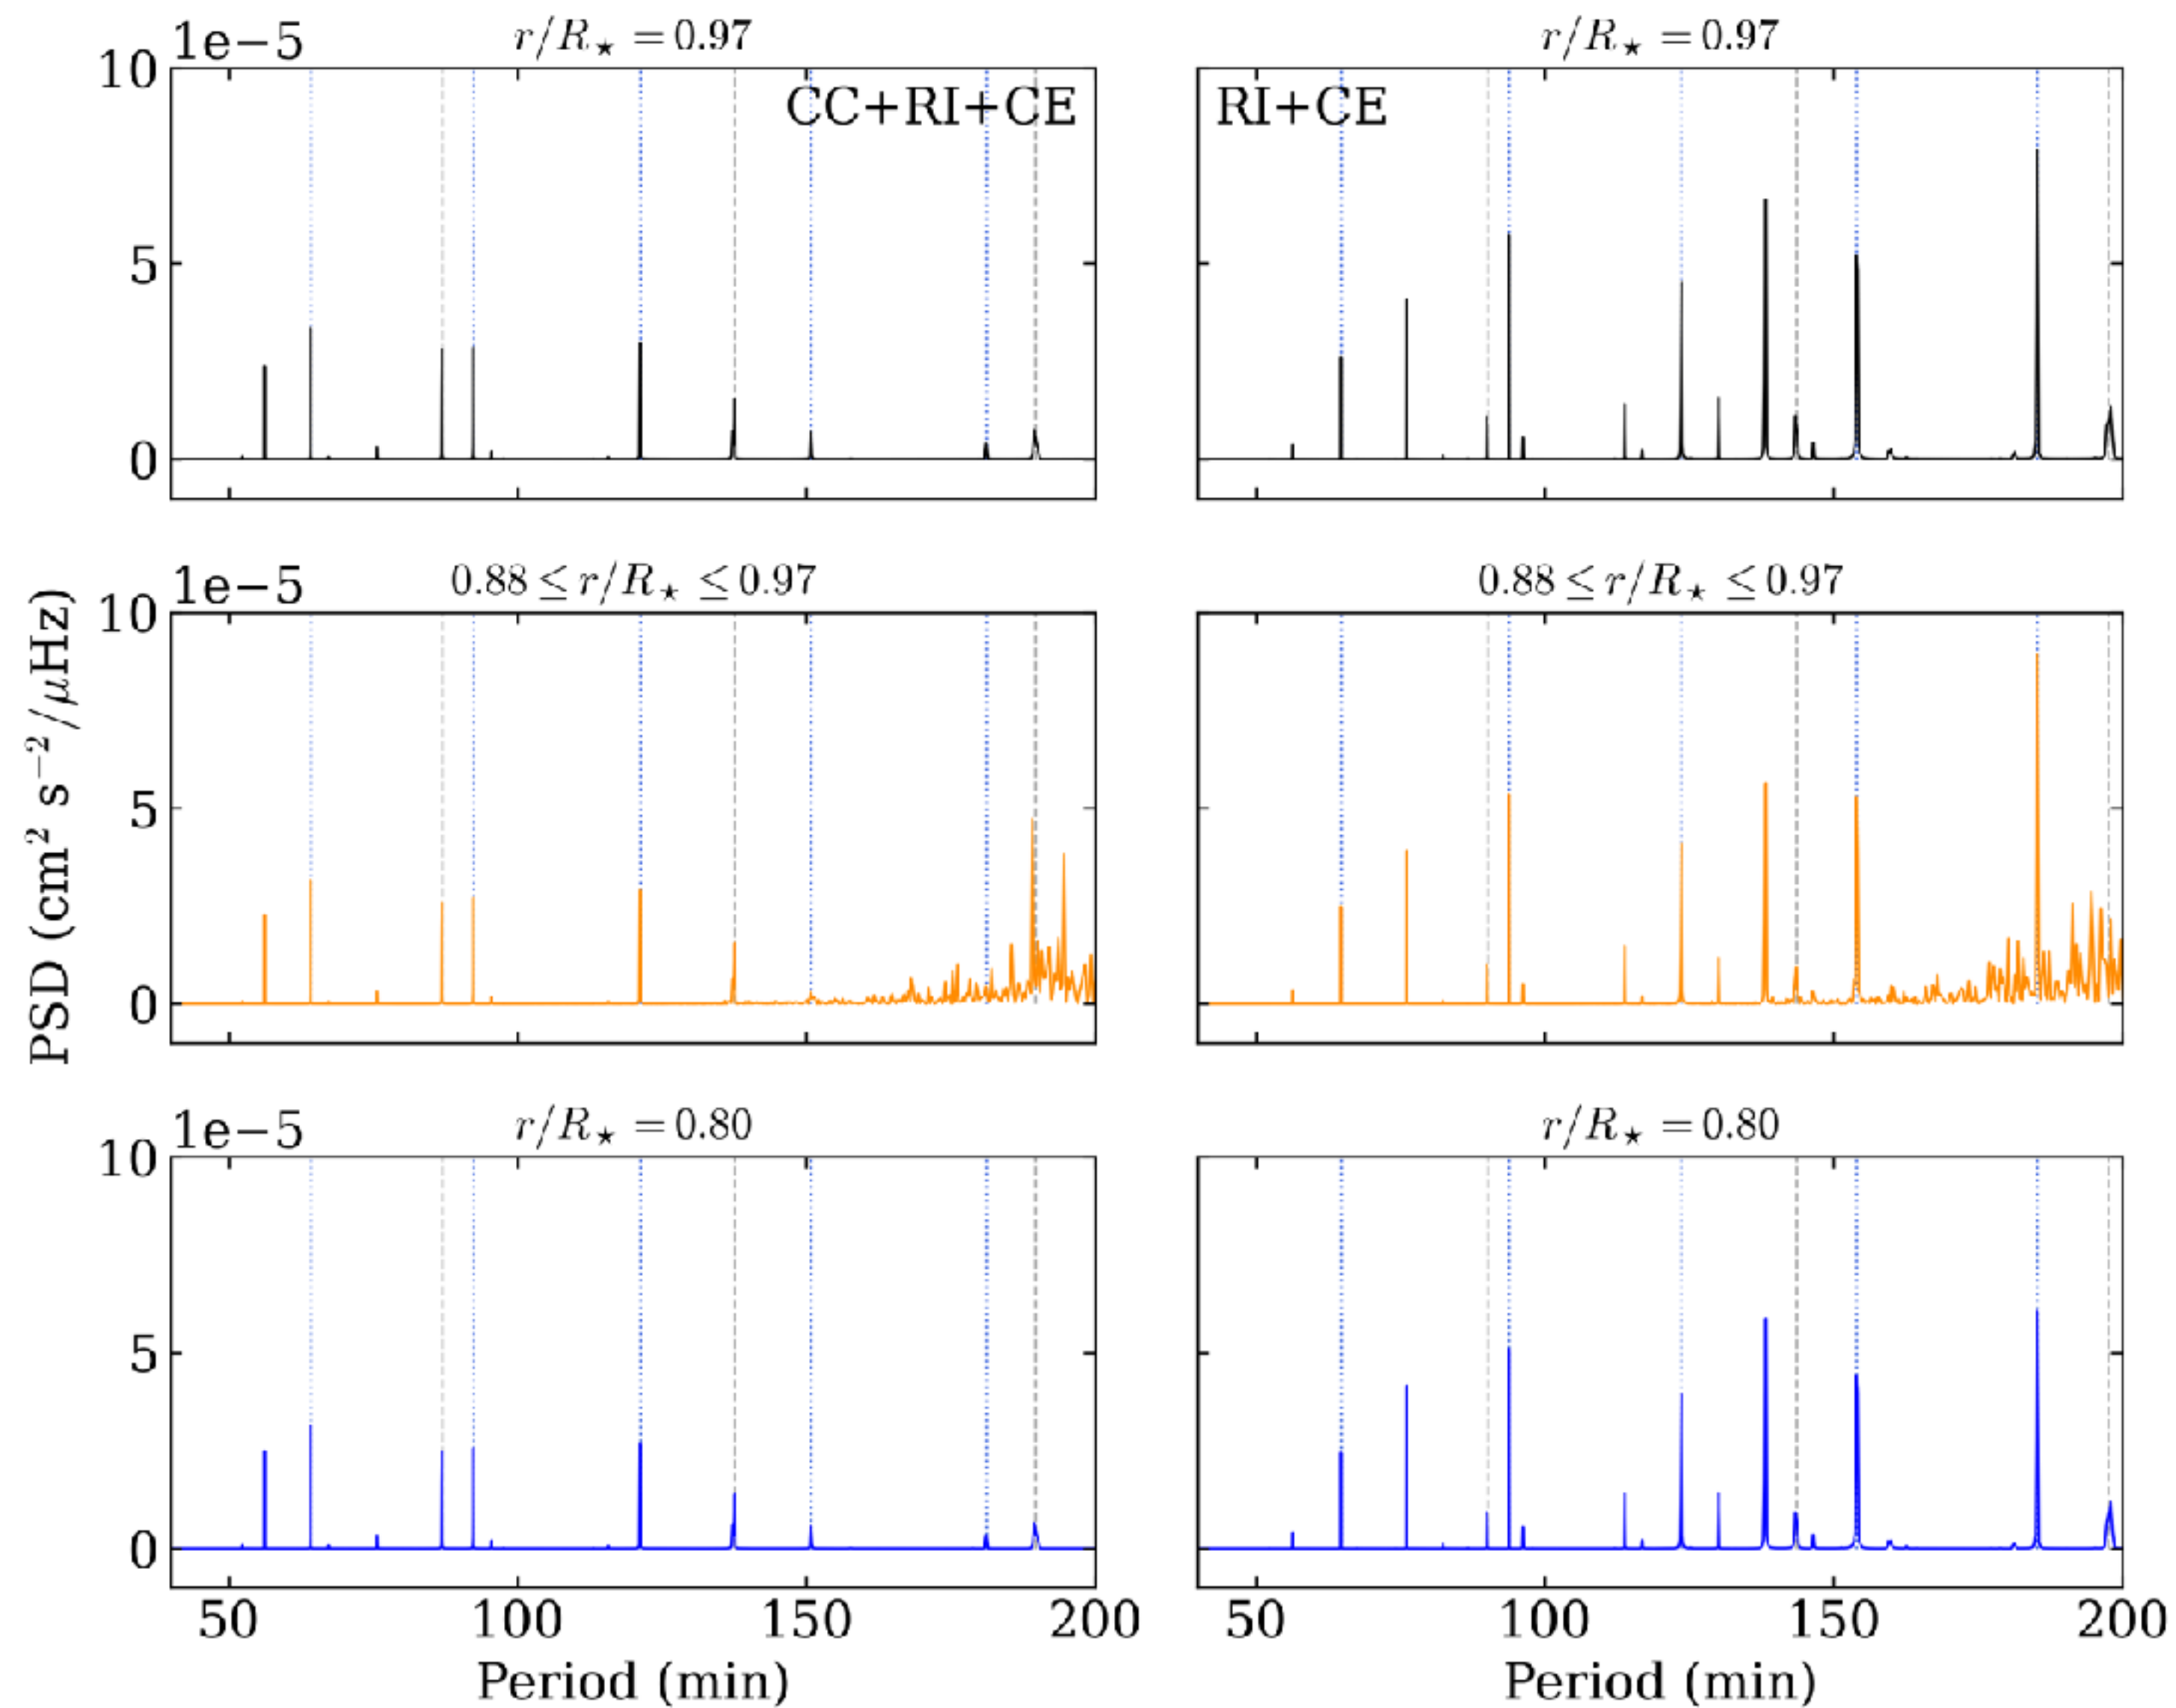 1e−5
r/R⋆ = 0.97
r/R⋆ = 0.97
CC+RI+CE
RI+CE
10
5
0
1e−5
0.88 ≤ r/R⋆ ≤ 0.97
0.88 ≤ r/R⋆ ≤ 0.97
10
5
0
PSD (cm² s⁻²/μHz)
1e−5
r/R⋆ = 0.80
r/R⋆ = 0.80
10
5
0
50 100 150 200
50 100 150 200
Period (min)
Period (min)